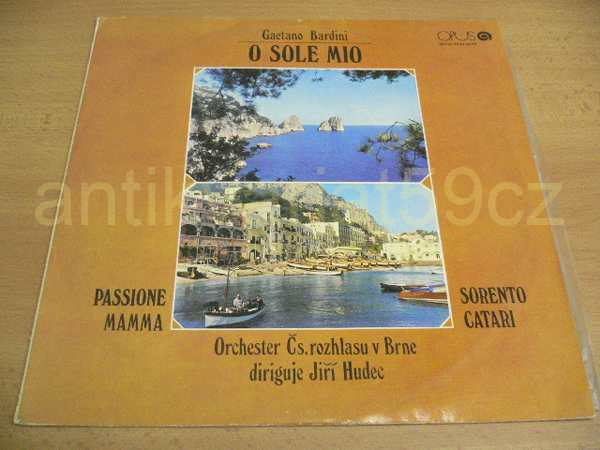 Gaetano Bardini
O SOLE MIO
OPUS
PASSIONE
MAMMA
SORENTO
CATARI
Orchester Čs. rozhlasu v Brne
diriguje Jiří Hudec